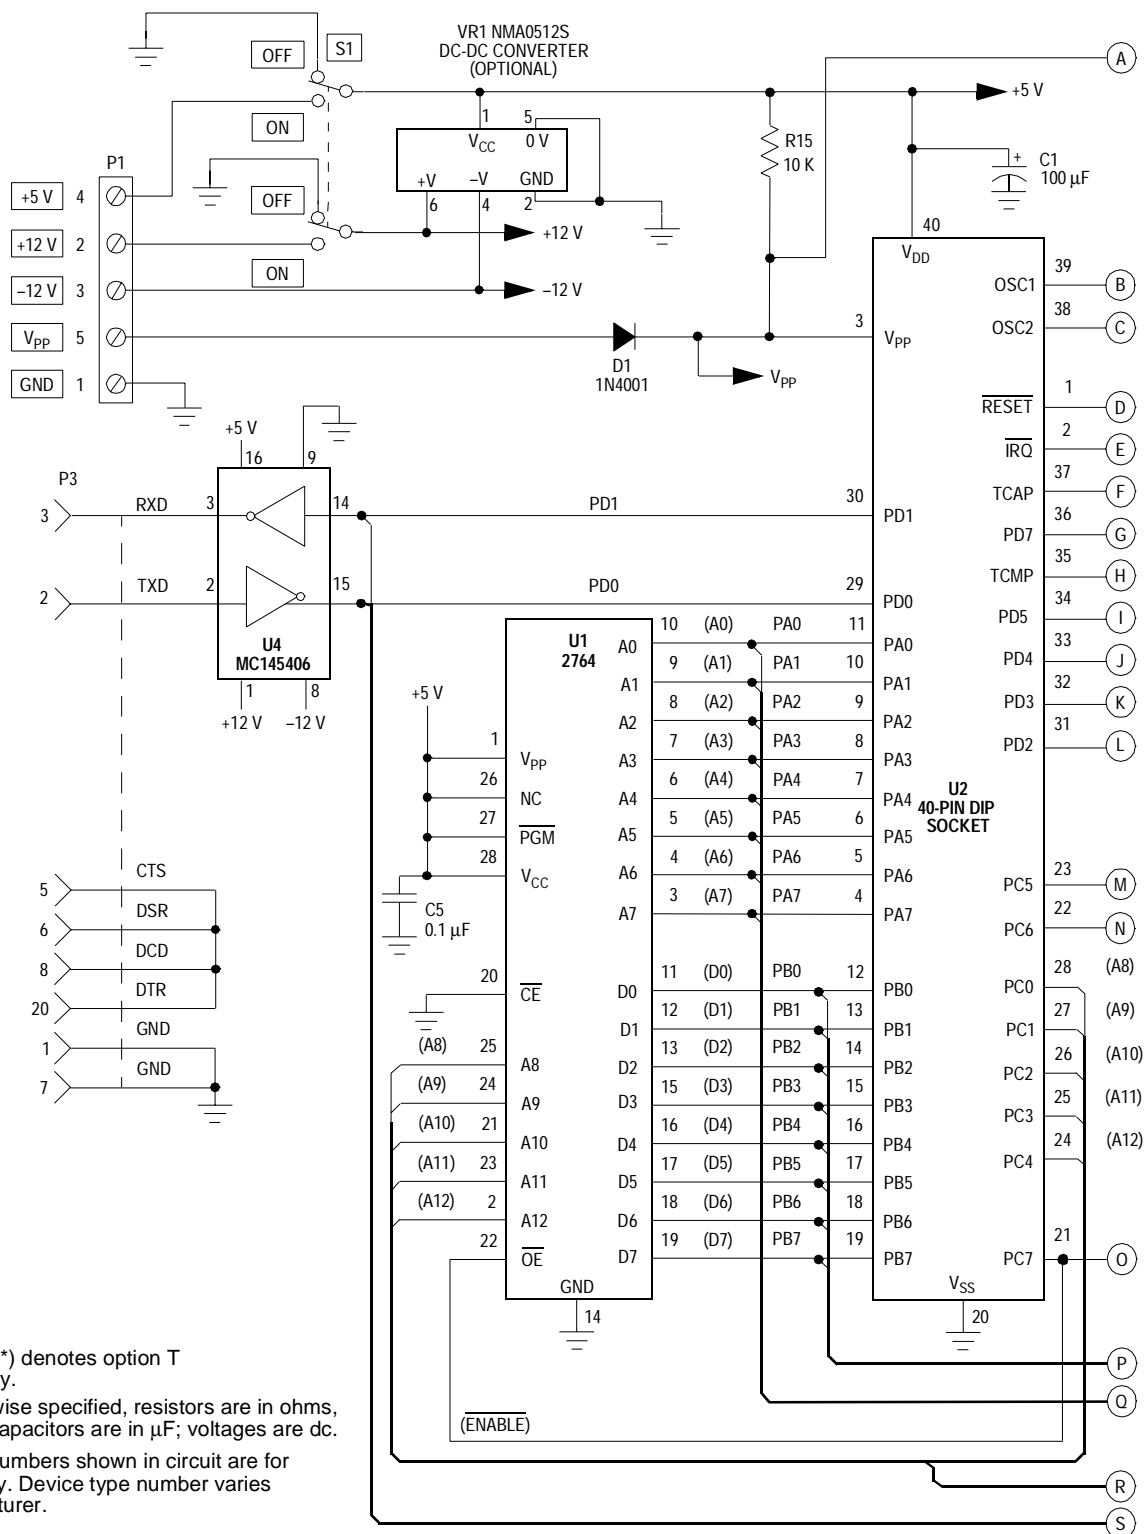 VR1 NMA0512S
DC-DC CONVERTER
(OPTIONAL)
OFF
S1
ON
A
+5 V
1
5
VCC
0 V
+V
–V
GND
6
4
2
R15
10 K
+
C1
100 µF
P1
+5 V 4
+12 V 2
–12 V 3
VPP 5
GND 1
OFF
ON
+12 V
–12 V
D1
1N4001
VPP
40
VDD
3
VPP
OSC1 39 B
OSC2 38 C
RESET 1 D
IRQ 2 E
TCAP 37 F
PD7 36 G
TCMP 35 H
PD5 34 I
PD4 33 J
PD3 32 K
PD2 31 L
+5 V
16
9
P3
3 RXD 3
14 PD1 30 PD1
2 TXD 2
15 PD0 29 PD0
U4
MC145406
1
8
+12 V
–12 V
U1
2764
A0 10 (A0) PA0 11 PA0
A1 9 (A1) PA1 10 PA1
A2 8 (A2) PA2 9 PA2
A3 7 (A3) PA3 8 PA3
A4 6 (A4) PA4 7 PA4
A5 5 (A5) PA5 6 PA5
A6 4 (A6) PA6 5 PA6
A7 3 (A7) PA7 4 PA7
U2
40-PIN DIP
SOCKET
+5 V
1 VPP
26 NC
27 PGM
28 VCC
C5
0.1 µF
20 CE
5 CTS
6 DSR
8 DCD
20 DTR
1 GND
7 GND
D0 11 (D0) PB0 12 PB0
D1 12 (D1) PB1 13 PB1
D2 13 (D2) PB2 14 PB2
D3 15 (D3) PB3 15 PB3
D4 16 (D4) PB4 16 PB4
D5 17 (D5) PB5 17 PB5
D6 18 (D6) PB6 18 PB6
D7 19 (D7) PB7 19 PB7
(A8) 25 A8
(A9) 24 A9
(A10) 21 A10
(A11) 23 A11
(A12) 2 A12
22 OE
GND
14
PC5 23 M
PC6 22 N
PC0 28 (A8)
PC1 27 (A9)
PC2 26 (A10)
PC3 25 (A11)
PC4 24 (A12)
PC7 21 O
VSS
20
P
Q
(ENABLE)
R
S
*) denotes option T
y.
wise specified, resistors are in ohms,
apacitors are in µF; voltages are dc.
umbers shown in circuit are for
y. Device type number varies
turer.